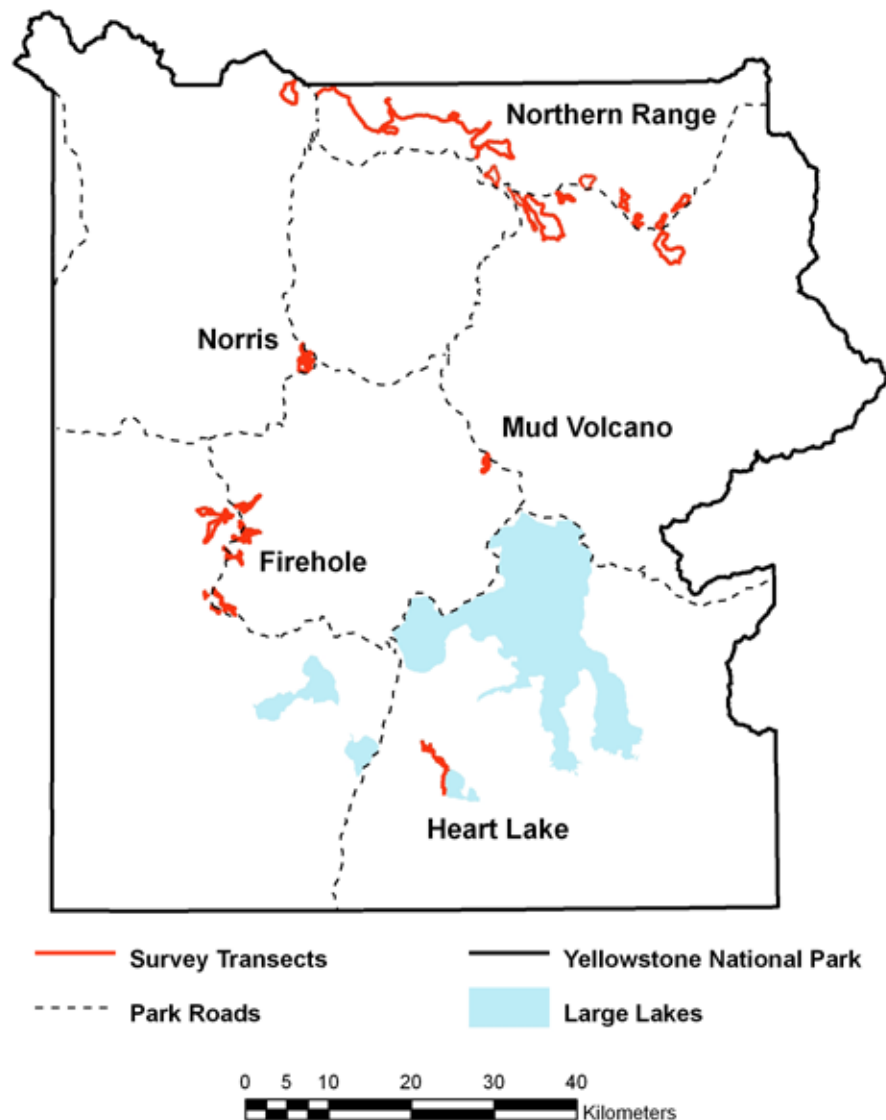 Northern Range
Norris
Mud Volcano
Firehole
Heart Lake
Survey Transects
Yellowstone National Park
Park Roads
Large Lakes
0 5 10 20 30 40
Kilometers